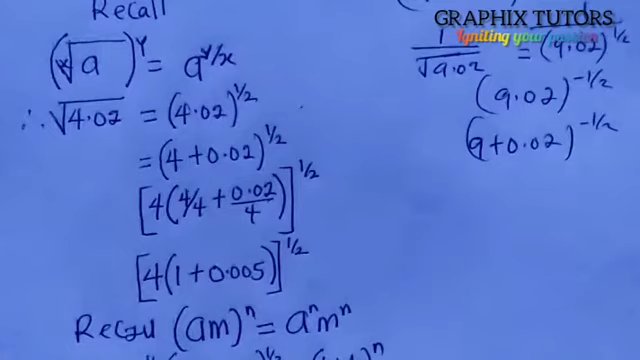 Recall
(ˣ√a)ʸ = a^(y/x)
∴ √4.02 = (4.02)^(1/2)
= (4 + 0.02)^(1/2)
[4(4/4 + 0.02/4)]^(1/2)
[4(1 + 0.005)]^(1/2)
Recall (am)ⁿ = aⁿmⁿ
GRAPHIX TUTORS
Igniting your passion
1/√9.02 = 1/(9.02)^(1/2)
(9.02)^(-1/2)
(9 + 0.02)^(-1/2)